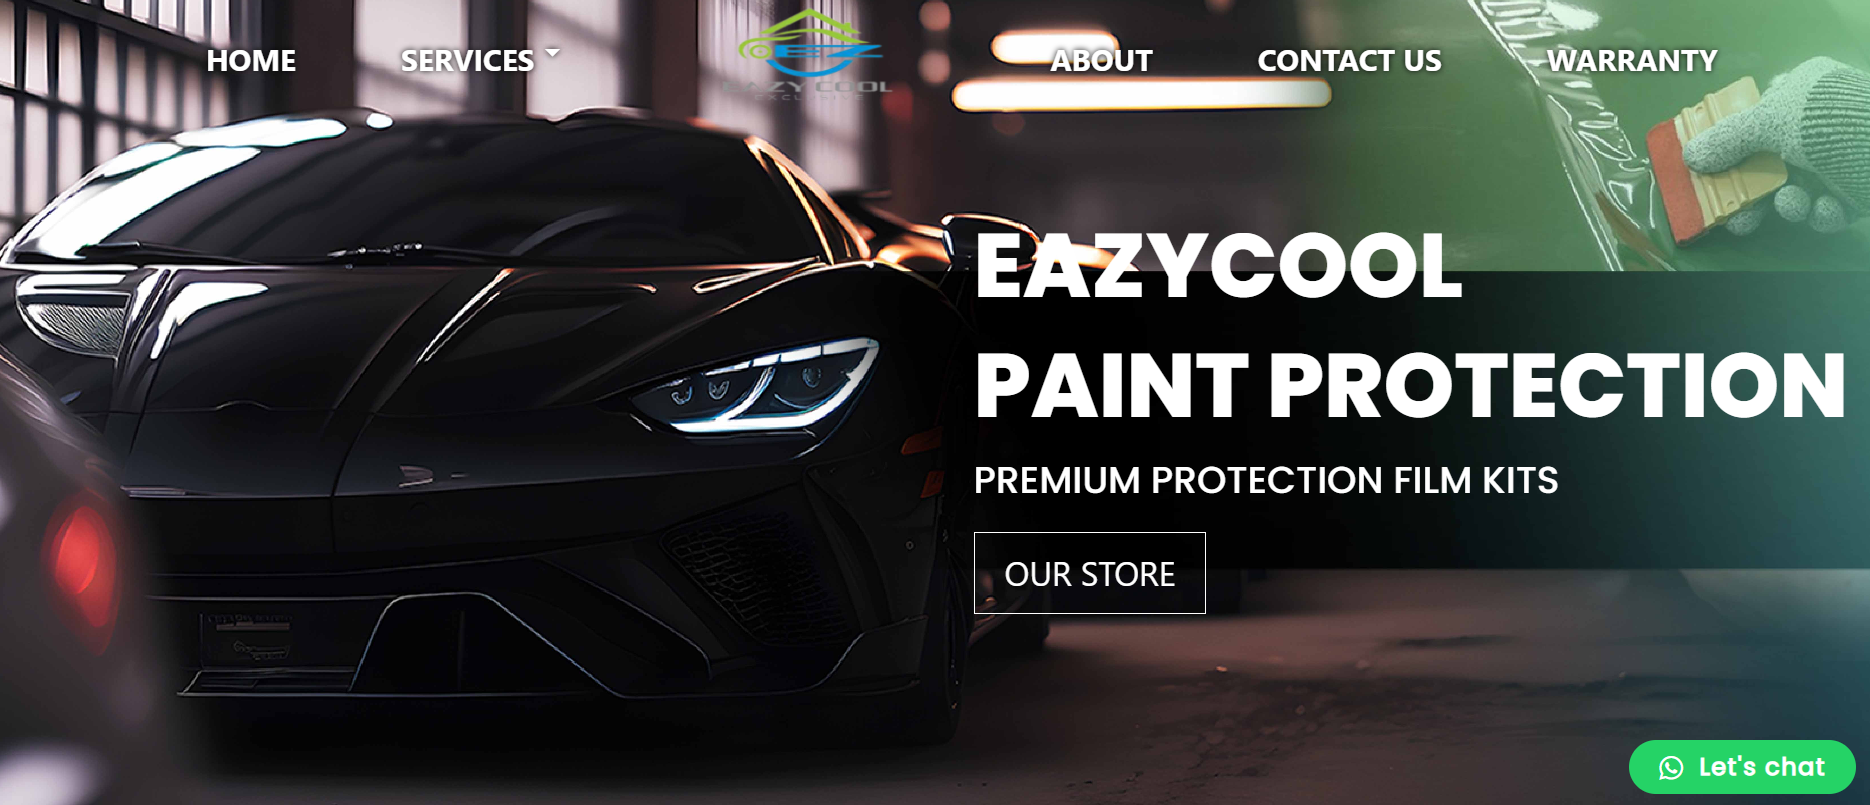 HOME
SERVICES
EZ
EAZY COOL
EXCLUSIVE
ABOUT
CONTACT US
WARRANTY
EAZYCOOL
PAINT PROTECTION
PREMIUM PROTECTION FILM KITS
OUR STORE
Let's chat